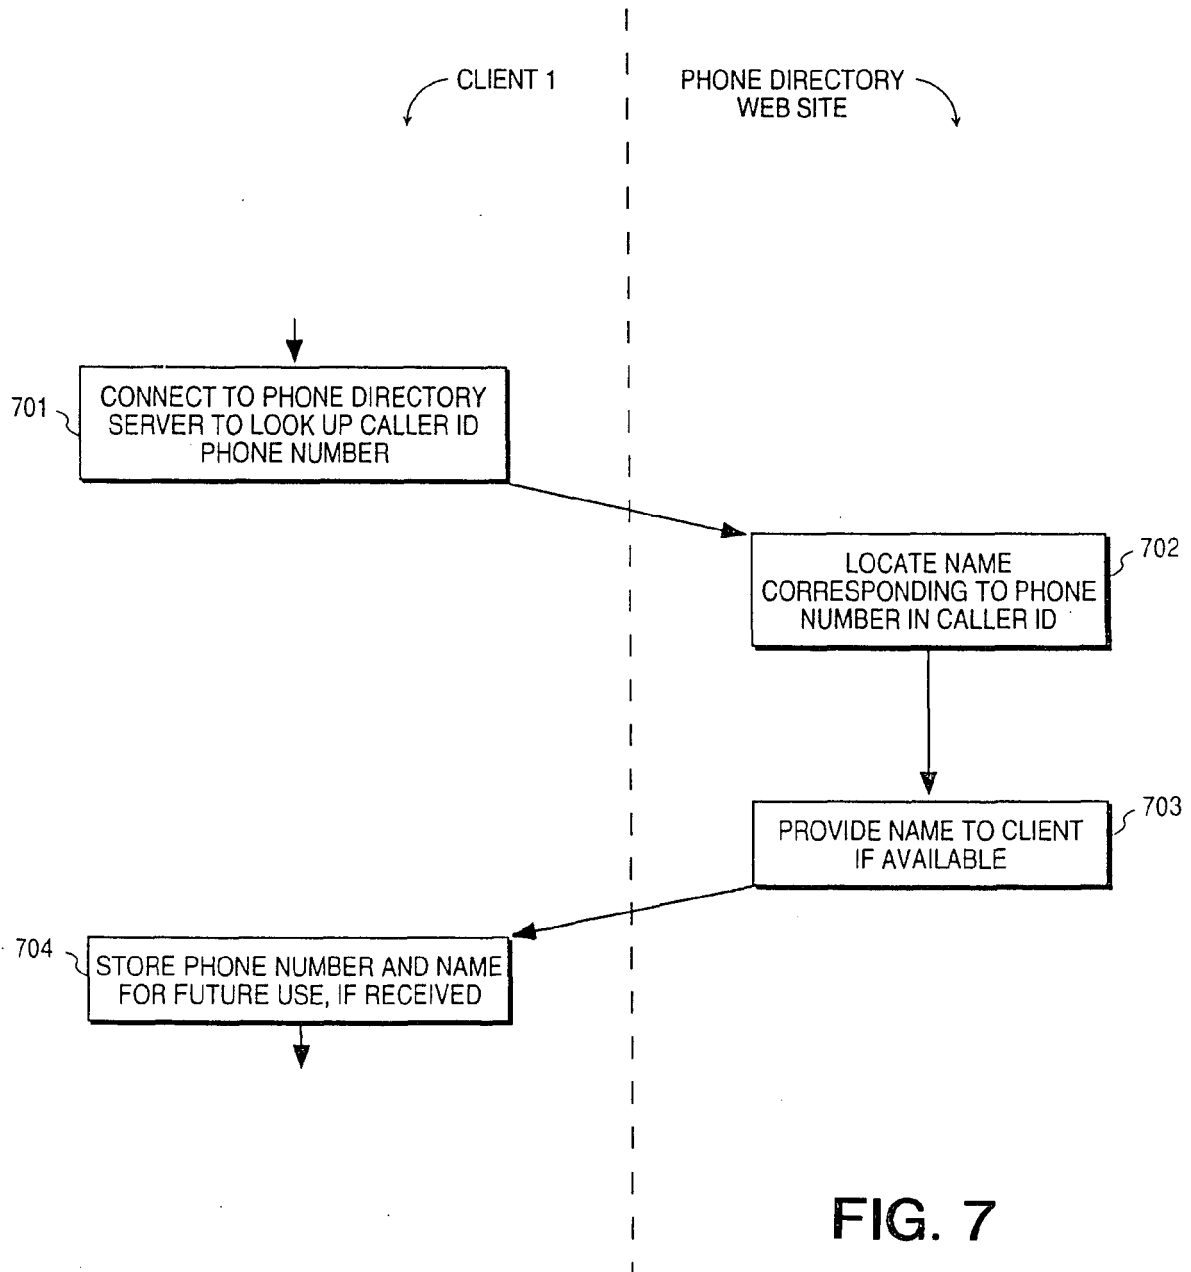 CLIENT 1
PHONE DIRECTORY
WEB SITE
701
CONNECT TO PHONE DIRECTORY
SERVER TO LOOK UP CALLER ID
PHONE NUMBER
702
LOCATE NAME
CORRESPONDING TO PHONE
NUMBER IN CALLER ID
703
PROVIDE NAME TO CLIENT
IF AVAILABLE
704
STORE PHONE NUMBER AND NAME
FOR FUTURE USE, IF RECEIVED
FIG. 7